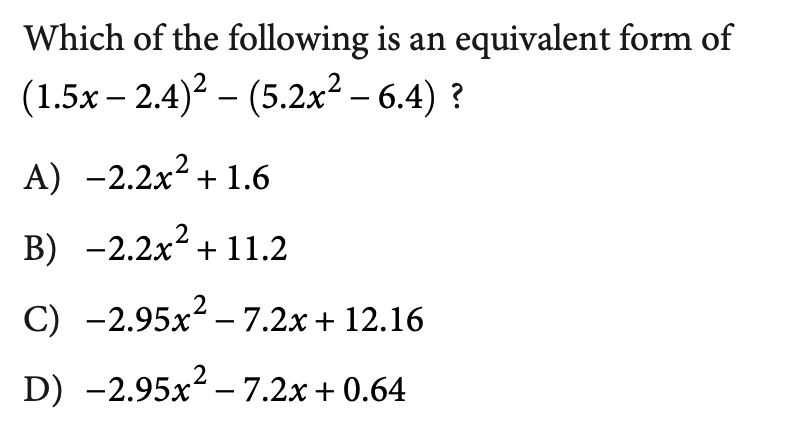 Which of the following is an equivalent form of
(1.5x – 2.4)² – (5.2x² – 6.4) ?
A) –2.2x² + 1.6
B) –2.2x² + 11.2
C) –2.95x² – 7.2x + 12.16
D) –2.95x² – 7.2x + 0.64